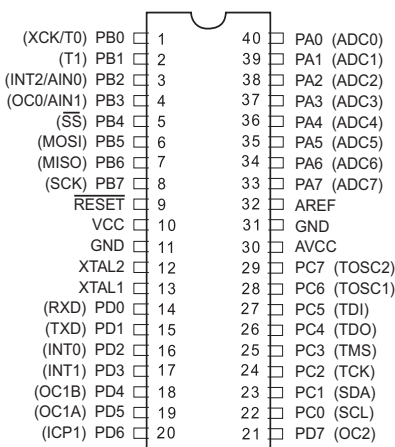 (XCK/T0) PB0 1 40 PA0 (ADC0)
(T1) PB1 2 39 PA1 (ADC1)
(INT2/AIN0) PB2 3 38 PA2 (ADC2)
(OC0/AIN1) PB3 4 37 PA3 (ADC3)
(S̅S̅) PB4 5 36 PA4 (ADC4)
(MOSI) PB5 6 35 PA5 (ADC5)
(MISO) PB6 7 34 PA6 (ADC6)
(SCK) PB7 8 33 PA7 (ADC7)
R̅E̅S̅E̅T̅ 9 32 AREF
VCC 10 31 GND
GND 11 30 AVCC
XTAL2 12 29 PC7 (TOSC2)
XTAL1 13 28 PC6 (TOSC1)
(RXD) PD0 14 27 PC5 (TDI)
(TXD) PD1 15 26 PC4 (TDO)
(INT0) PD2 16 25 PC3 (TMS)
(INT1) PD3 17 24 PC2 (TCK)
(OC1B) PD4 18 23 PC1 (SDA)
(OC1A) PD5 19 22 PC0 (SCL)
(ICP1) PD6 20 21 PD7 (OC2)